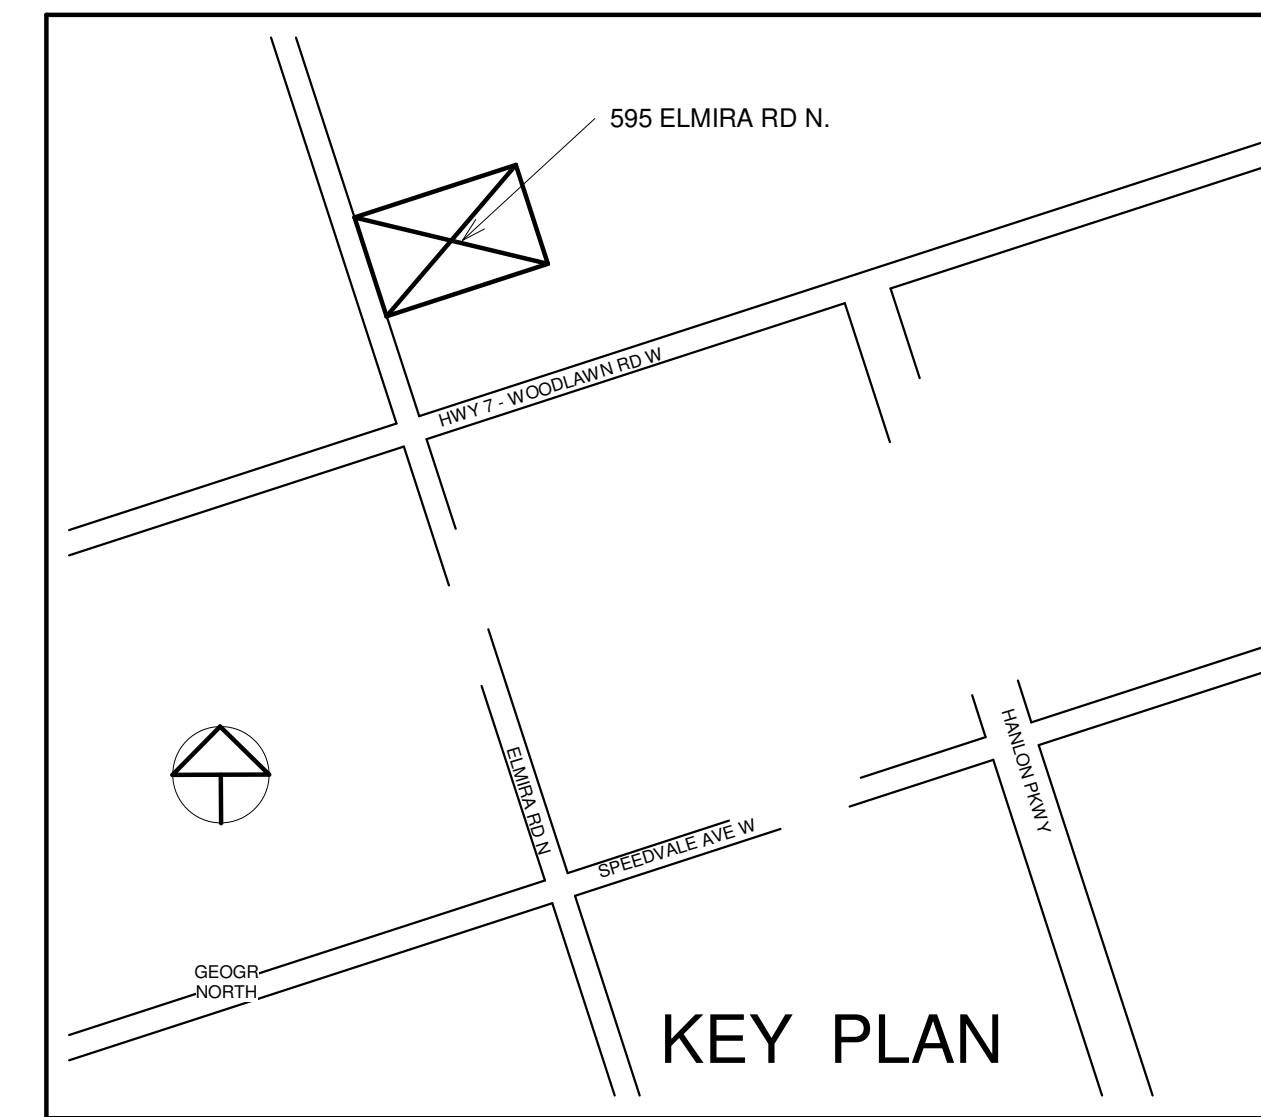 595 ELMIRA RD N.
HWY 7 - WOODLAWN RD W
HANLON PKWY
ELMIRA RD N
SPEEDVALE AVE W
GEOGR
NORTH
KEY PLAN